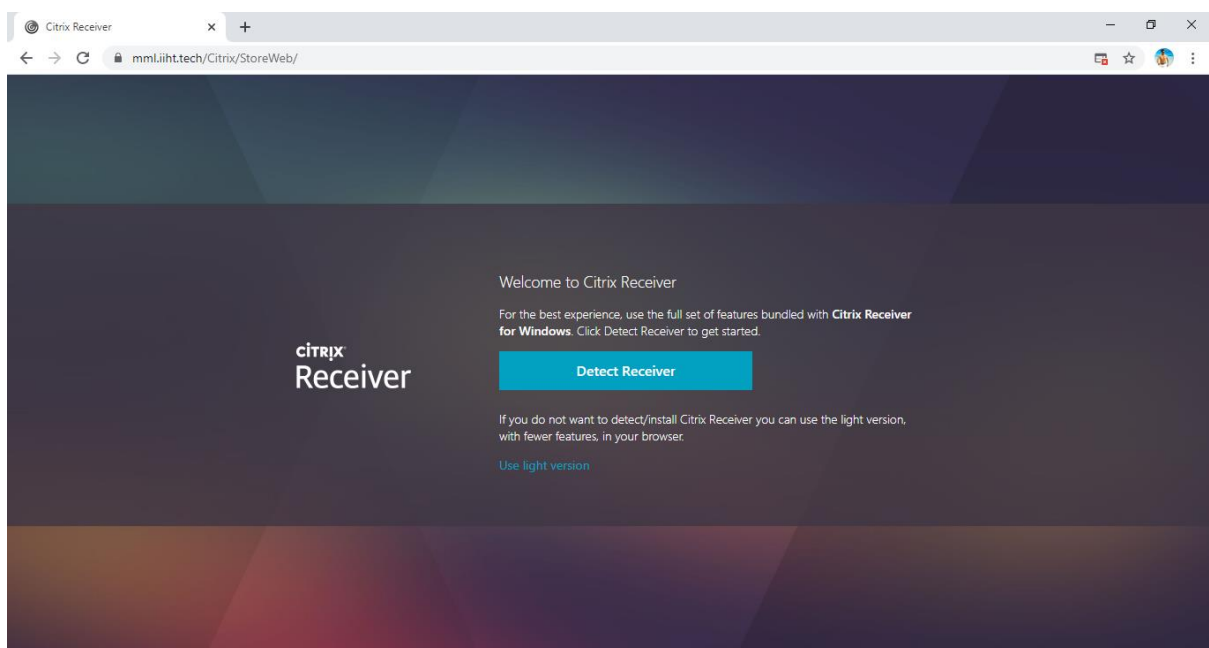 Citrix Receiver
mml.iiht.tech/Citrix/StoreWeb/
Welcome to Citrix Receiver
For the best experience, use the full set of features bundled with Citrix Receiver
for Windows. Click Detect Receiver to get started.
CİTRIX
Receiver
Detect Receiver
If you do not want to detect/install Citrix Receiver you can use the light version,
with fewer features, in your browser.
Use light version